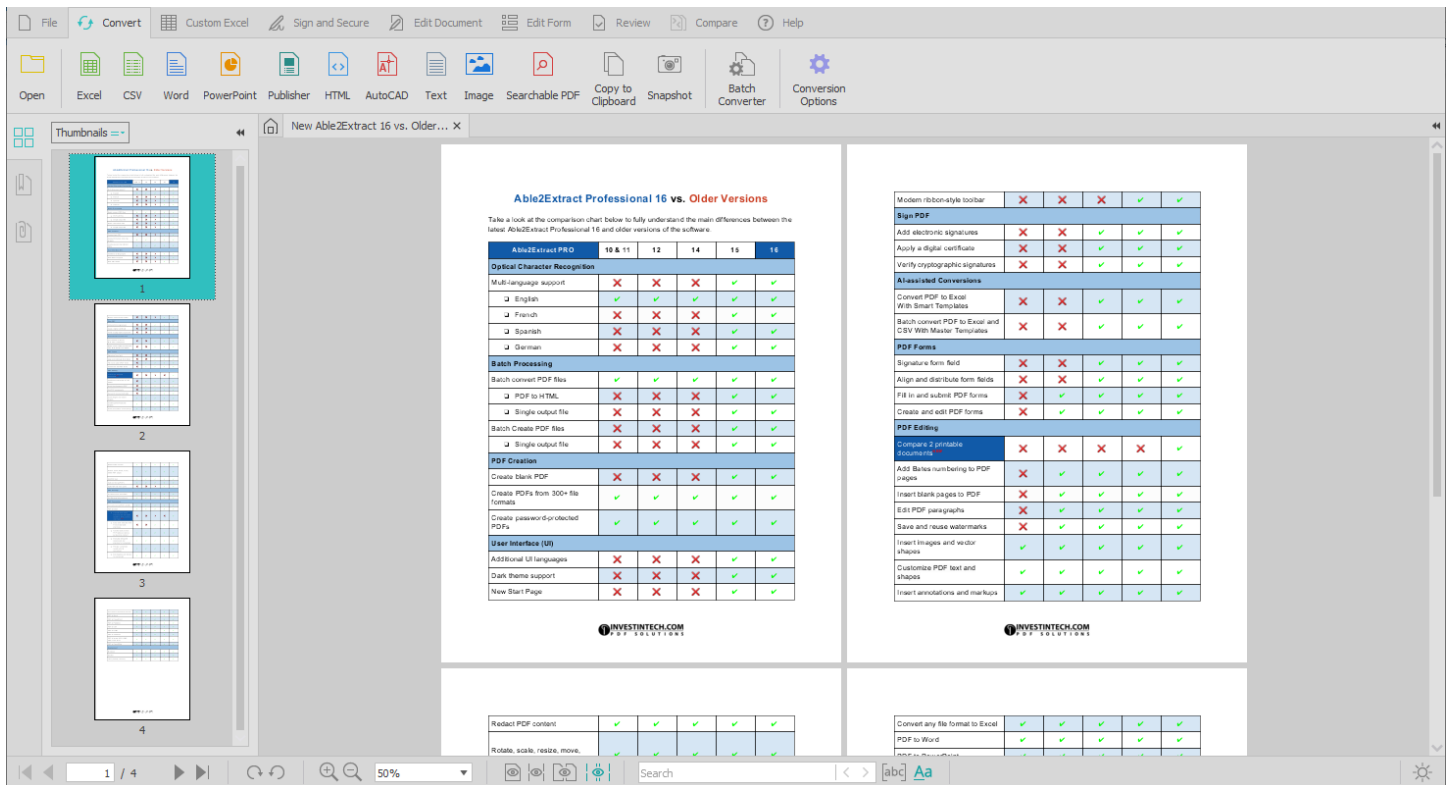 File Convert Custom Excel Sign and Secure Edit Document Edit Form Review Compare Help
Open Excel CSV Word PowerPoint Publisher HTML AutoCAD Text Image Searchable PDF Copy to Clipboard Snapshot Batch Converter Conversion Options
Thumbnails
New Able2Extract 16 vs. Older...
1
2
3
4
Able2Extract Professional 16 vs. Older Versions
Take a look at the comparison chart below to fully understand the main differences between the
latest Able2Extract Professional 16 and older versions of the software
Able2Extract PRO 10 & 11 12 14 15 16
Optical Character Recognition
Multi-language support
English
French
Spanish
German
Batch Processing
Batch convert PDF files
PDF to HTML
Single output file
Batch Create PDF files
Single output file
PDF Creation
Create blank PDF
Create PDFs from 300+ file
formats
Create password-protected
PDFs
User Interface (UI)
Additional UI languages
Dark theme support
New Start Page
INVESTINTECH.COM
PDF SOLUTIONS
Modern ribbon-style toolbar
Sign PDF
Add electronic signatures
Apply a digital certificate
Verify cryptographic signatures
AI-assisted Conversions
Convert PDF to Excel
With Smart Templates
Batch convert PDF to Excel and
CSV With Master Templates
PDF Forms
Signature form field
Align and distribute form fields
Fill in and submit PDF forms
Create and edit PDF forms
PDF Editing
Compare 2 printable
documents
Add Bates numbering to PDF
pages
Insert blank pages to PDF
Edit PDF paragraphs
Save and reuse watermarks
Insert images and vector
shapes
Customize PDF text and
shapes
Insert annotations and markups
INVESTINTECH.COM
PDF SOLUTIONS
Redact PDF content
Rotate, scale, resize, move,
Convert any file format to Excel
PDF to Word
PDF to PowerPoint
1 / 4 50% Search [abc] Aa